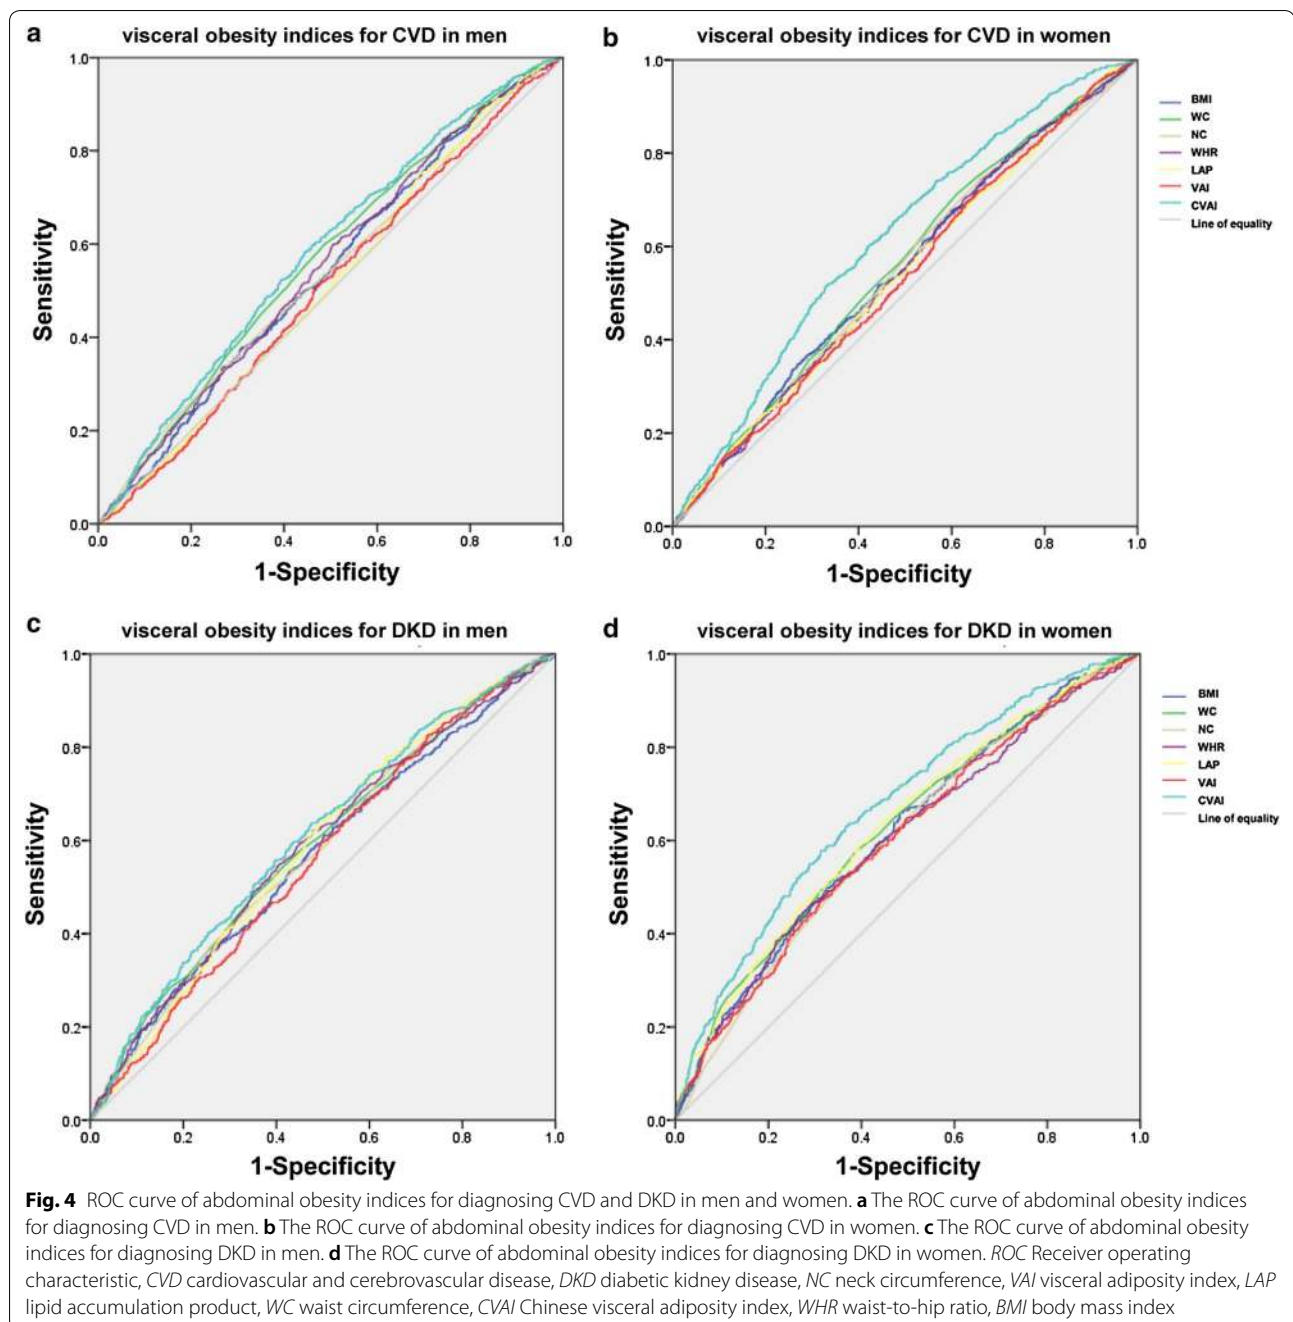 a
visceral obesity indices for CVD in men
1.0
0.8
0.6
0.4
0.2
0.0
0.0 0.2 0.4 0.6 0.8 1.0
Sensitivity
1-Specificity
b
visceral obesity indices for CVD in women
1.0
0.8
0.6
0.4
0.2
0.0
0.0 0.2 0.4 0.6 0.8 1.0
Sensitivity
1-Specificity
BMI
WC
NC
WHR
LAP
VAI
CVAI
Line of equality
c
visceral obesity indices for DKD in men
1.0
0.8
0.6
0.4
0.2
0.0
0.0 0.2 0.4 0.6 0.8 1.0
Sensitivity
1-Specificity
d
visceral obesity indices for DKD in women
1.0
0.8
0.6
0.4
0.2
0.0
0.0 0.2 0.4 0.6 0.8 1.0
Sensitivity
1-Specificity
BMI
WC
NC
WHR
LAP
VAI
CVAI
Line of equality
Fig. 4 ROC curve of abdominal obesity indices for diagnosing CVD and DKD in men and women. a The ROC curve of abdominal obesity indices
for diagnosing CVD in men. b The ROC curve of abdominal obesity indices for diagnosing CVD in women. c The ROC curve of abdominal obesity
indices for diagnosing DKD in men. d The ROC curve of abdominal obesity indices for diagnosing DKD in women. ROC Receiver operating
characteristic, CVD cardiovascular and cerebrovascular disease, DKD diabetic kidney disease, NC neck circumference, VAI visceral adiposity index, LAP
lipid accumulation product, WC waist circumference, CVAI Chinese visceral adiposity index, WHR waist-to-hip ratio, BMI body mass index